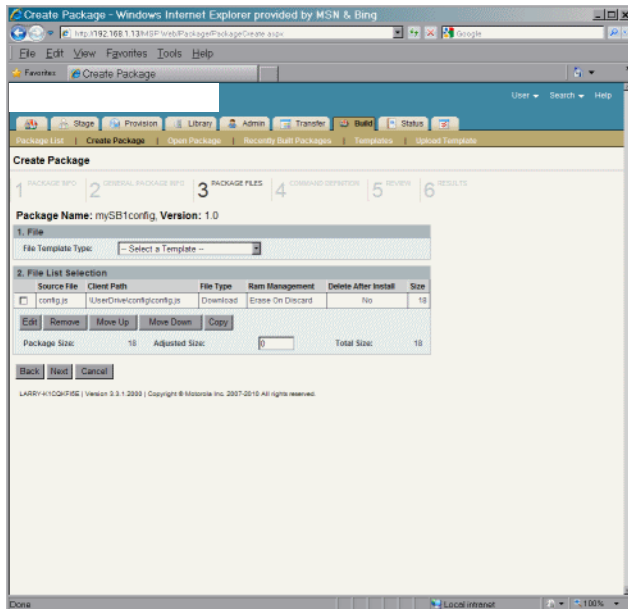 Create Package - Windows Internet Explorer provided by MSN & Bing
http://192.168.1.13/MSP.Web/Package/PackageCreate.aspx
Google
File Edit View Favorites Tools Help
Favorites Create Package
User Search Help
Stage Provision Library Admin Transfer Build Status
Package List | Create Package | Open Package | Recently Built Packages | Templates | Upload Template
Create Package
1 PACKAGE INFO 2 GENERAL PACKAGE INFO 3 PACKAGE FILES 4 COMMAND DEFINITION 5 REVIEW 6 RESULTS
Package Name: mySB1config, Version: 1.0
1. File
File Template Type: -- Select a Template --
2. File List Selection
Source File Client Path File Type Ram Management Delete After Install Size
config.js \UserDrive\config\config.js Download Erase On Discard No 18
Edit Remove Move Up Move Down Copy
Package Size: 18 Adjusted Size: 0 Total Size: 18
Back Next Cancel
| Version 3.3.1.2000 | Copyright © Motorola Inc. 2007-2010 All rights reserved.
Done Local intranet 100%